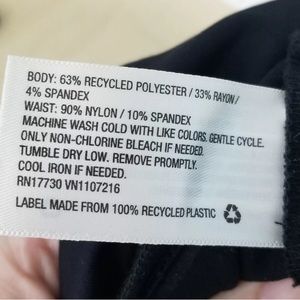 BODY: 63% RECYCLED POLYESTER / 33% RAYON /
4% SPANDEX
WAIST: 90% NYLON / 10% SPANDEX
MACHINE WASH COLD WITH LIKE COLORS. GENTLE CYCLE.
ONLY NON-CHLORINE BLEACH IF NEEDED.
TUMBLE DRY LOW. REMOVE PROMPTLY.
COOL IRON IF NEEDED.
RN17730 VN1107216
LABEL MADE FROM 100% RECYCLED PLASTIC